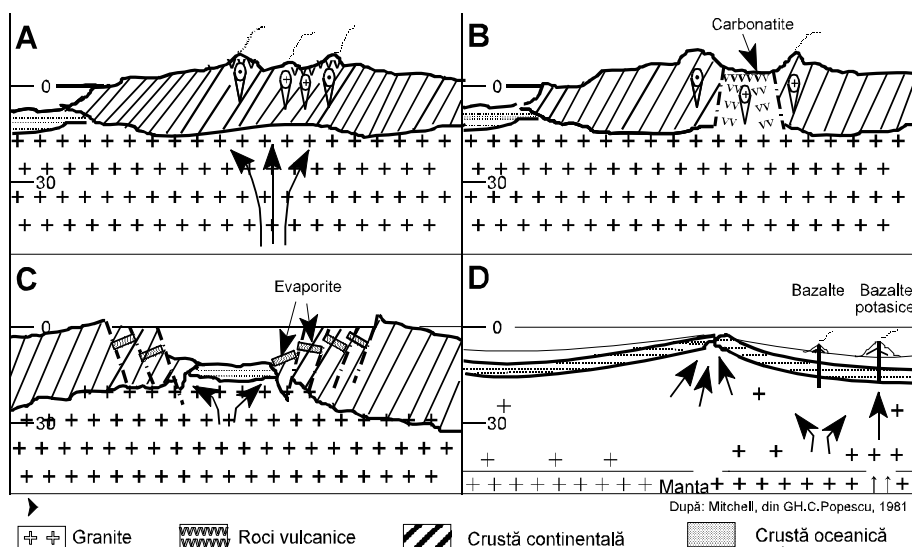 A
0
30
B
Carbonatite
0
30
C
Evaporite
0
30
D
Bazalte
Bazalte
potasice
0
30
Manta
După: Mitchell, din GH.C.Popescu, 1981
Granite
Roci vulcanice
Crustă continentală
Crustă oceanică